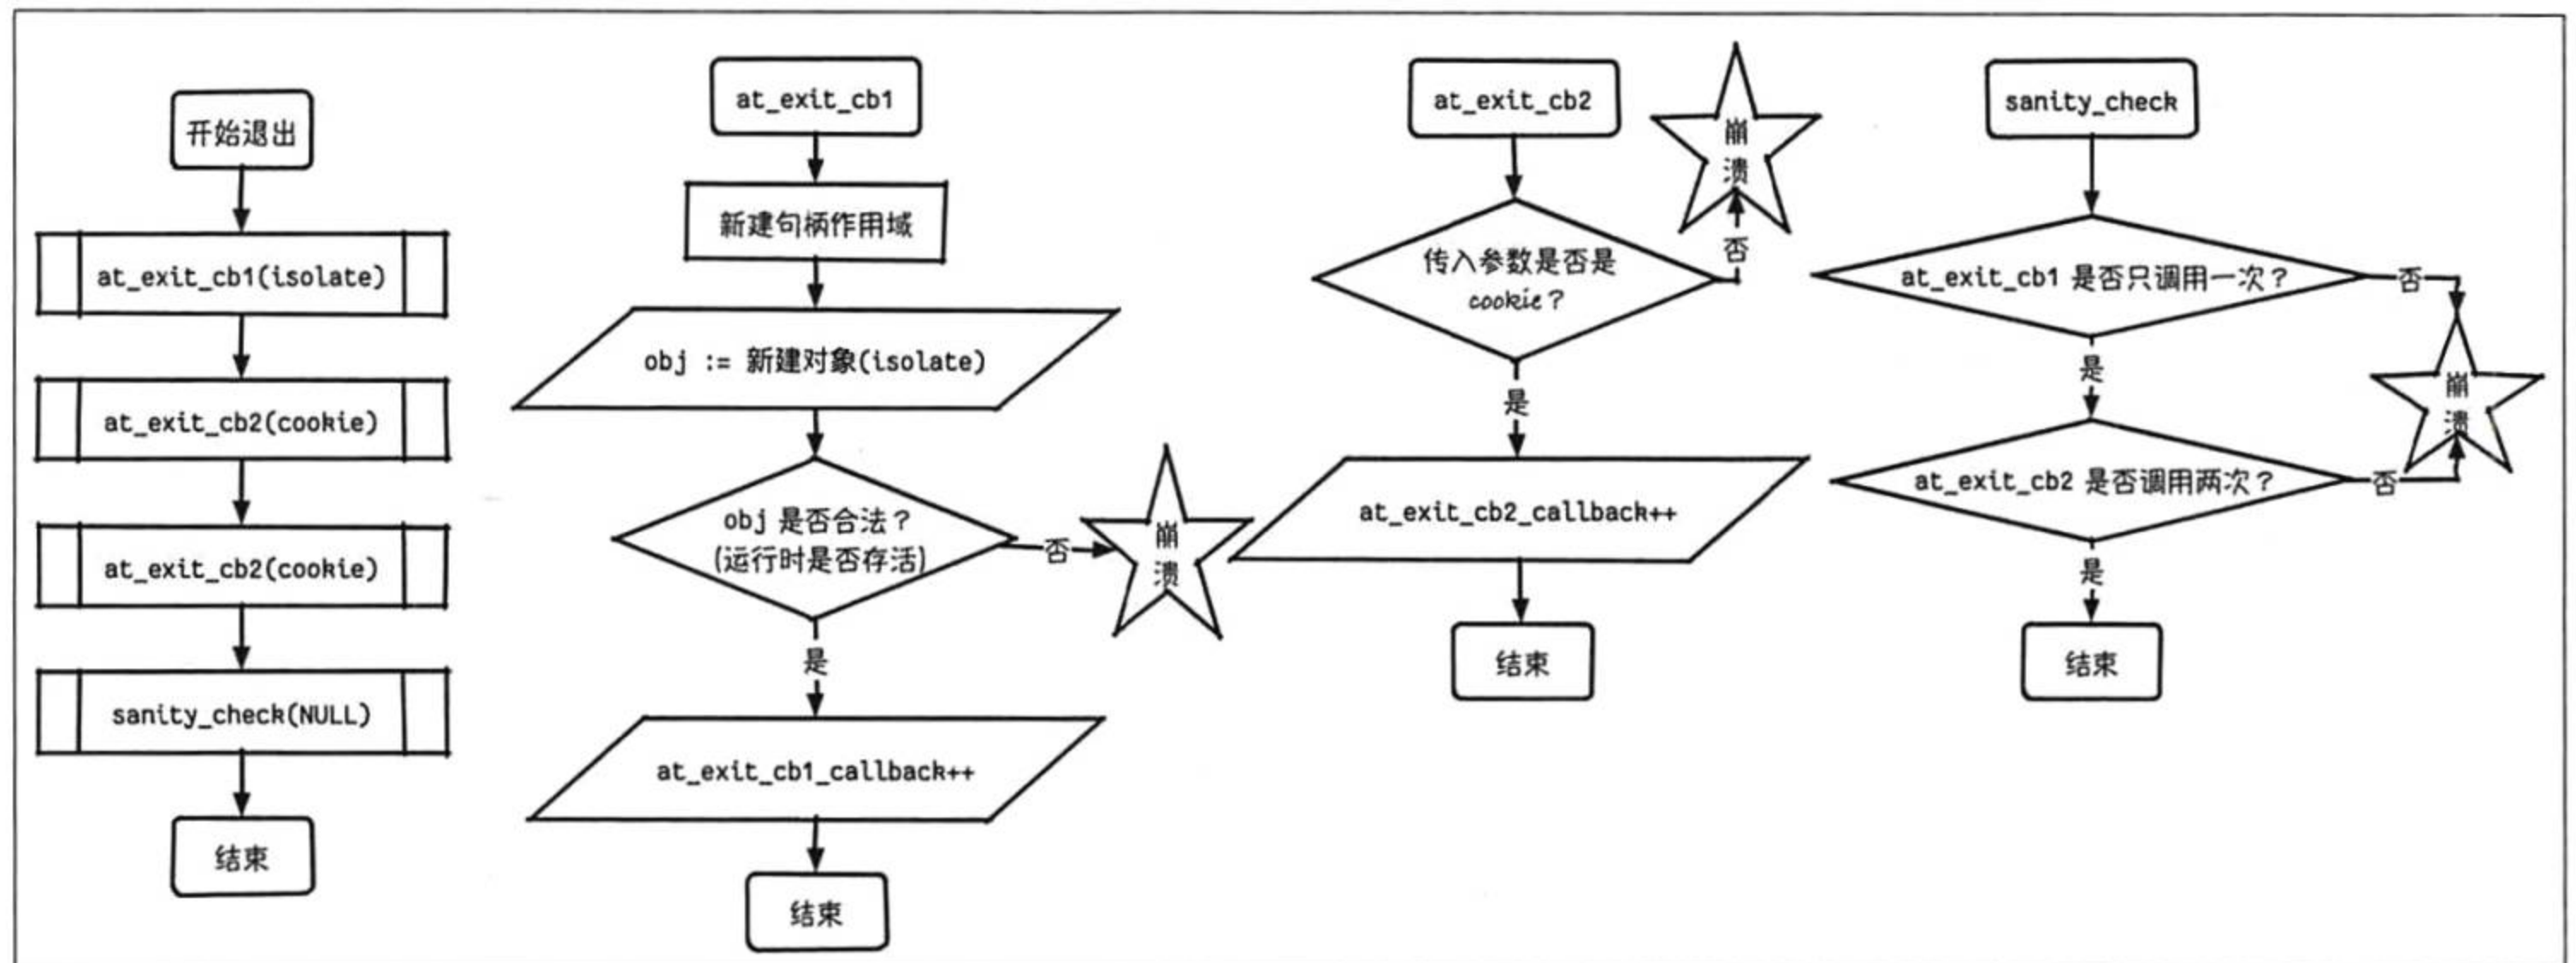 开始退出
at_exit_cb1(isolate)
at_exit_cb2(cookie)
at_exit_cb2(cookie)
sanity_check(NULL)
结束
at_exit_cb1
新建句柄作用域
obj := 新建对象(isolate)
obj 是否合法？
(运行时是否存活)
否
崩
溃
是
at_exit_cb1_callback++
结束
at_exit_cb2
传入参数是否是
cookie？
否
崩
溃
是
at_exit_cb2_callback++
结束
sanity_check
at_exit_cb1 是否只调用一次？
否
是
崩
溃
at_exit_cb2 是否调用两次？
否
是
结束